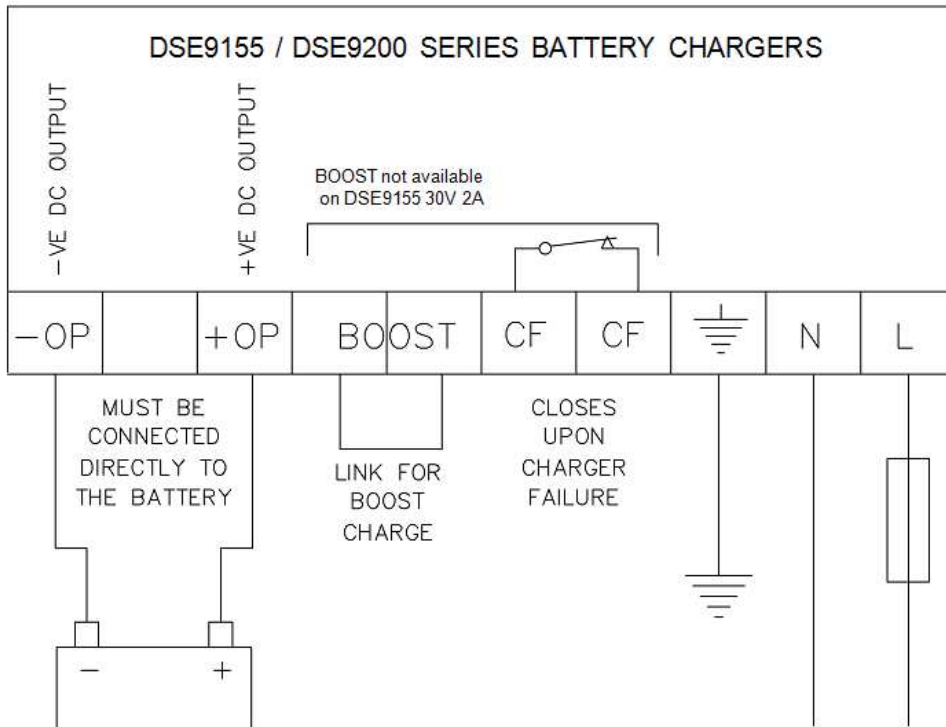 DSE9155 / DSE9200 SERIES BATTERY CHARGERS
-VE DC OUTPUT
+VE DC OUTPUT
BOOST not available
on DSE9155 30V 2A
-OP
+OP
BOOST
CF
CF
N
L
MUST BE
CONNECTED
DIRECTLY TO
THE BATTERY
LINK FOR
BOOST
CHARGE
CLOSES
UPON
CHARGER
FAILURE
-
+